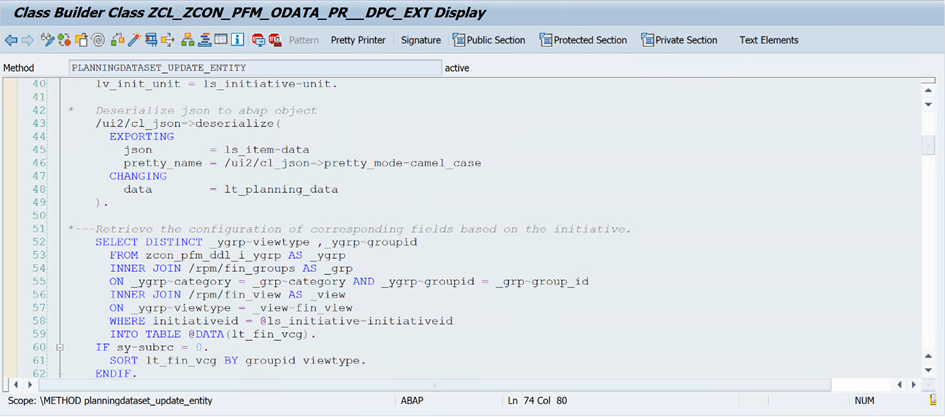 Class Builder Class ZCL_ZCON_PFM_ODATA_PR__DPC_EXT Display
Pattern Pretty Printer Signature Public Section Protected Section Private Section Text Elements
Method PLANNINGDATASET_UPDATE_ENTITY active
40 lv_init_unit = ls_initiative-unit.
41
42 * Deserialize json to abap object
43 /ui2/cl_json=>deserialize(
44 EXPORTING
45 json = ls_item-data
46 pretty_name = /ui2/cl_json=>pretty_mode-camel_case
47 CHANGING
48 data = lt_planning_data
49 ).
50
51 *---Retrieve the configuration of corresponding fields based on the initiative.
52 SELECT DISTINCT _ygrp~viewtype ,_ygrp~groupid
53 FROM zcon_pfm_ddl_i_ygrp AS _ygrp
54 INNER JOIN /rpm/fin_groups AS _grp
55 ON _ygrp~category = _grp~category AND _ygrp~groupid = _grp~group_id
56 INNER JOIN /rpm/fin_view AS _view
57 ON _ygrp~viewtype = _view~fin_view
58 WHERE initiativeid = @ls_initiative-initiativeid
59 INTO TABLE @DATA(lt_fin_vcg).
60 IF sy-subrc = 0.
61 SORT lt_fin_vcg BY groupid viewtype.
62 ENDIF.
Scope: \METHOD planningdataset_update_entity ABAP Ln 74 Col 80 NUM